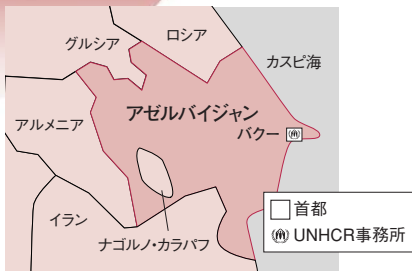 ロシア
グルシア
カスピ海
アゼルバイジャン
アルメニア
バクー
イラン
ナゴルノ・カラバフ
首都
UNHCR事務所